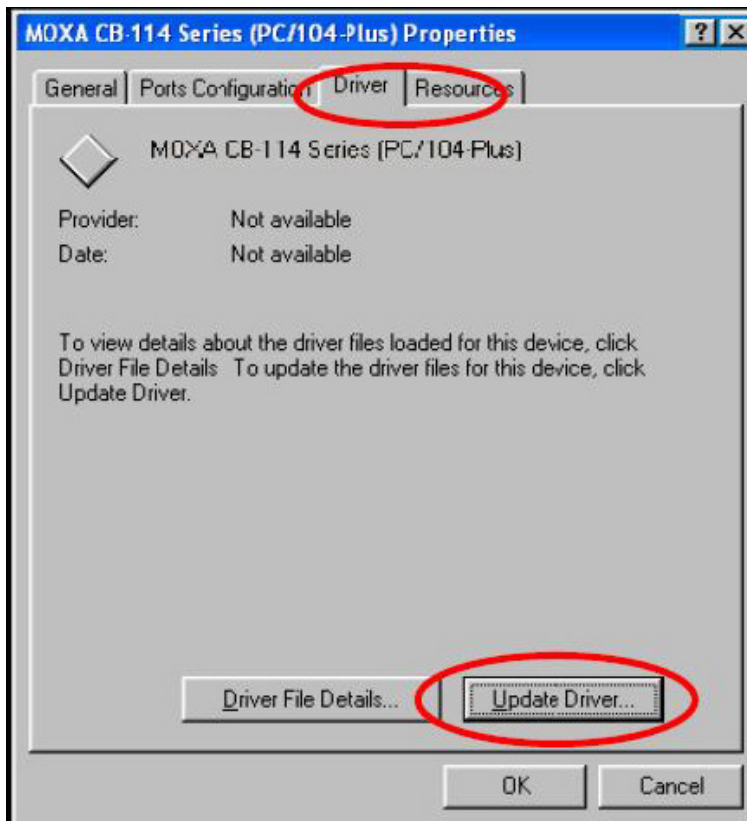 MOXA CB-114 Series (PC/104-Plus) Properties
General Ports Configuration Driver Resources
MOXA CB-114 Series (PC/104-Plus)
Provider: Not available
Date: Not available
To view details about the driver files loaded for this device, click
Driver File Details To update the driver files for this device, click
Update Driver.
Driver File Details... Update Driver...
OK Cancel